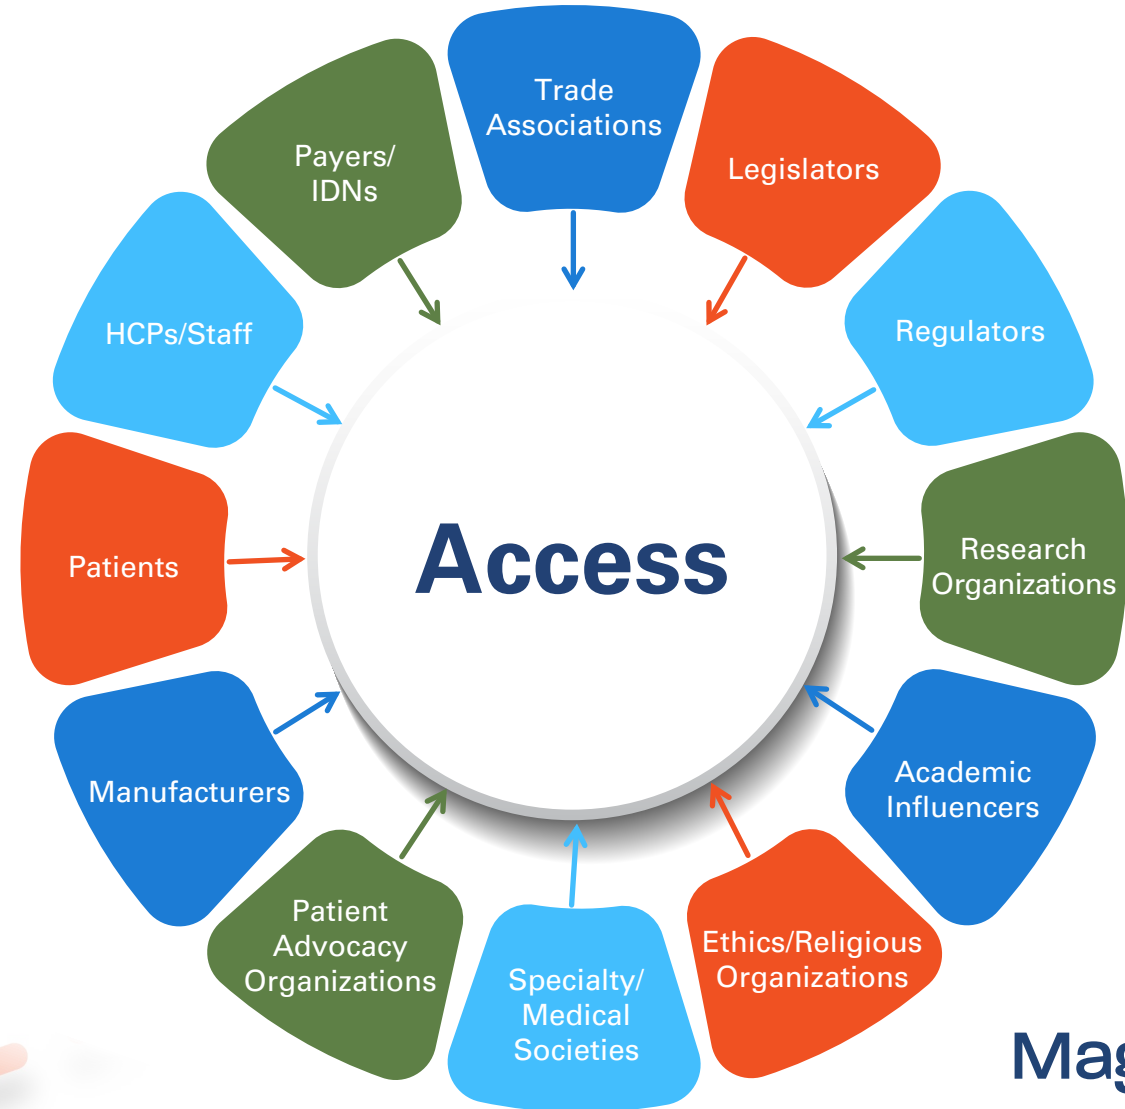 Trade
Associations
Legislators
Regulators
Research
Organizations
Academic
Influencers
Ethics/Religious
Organizations
Specialty/
Medical
Societies
Patient
Advocacy
Organizations
Manufacturers
Patients
HCPs/Staff
Payers/
IDNs
Access